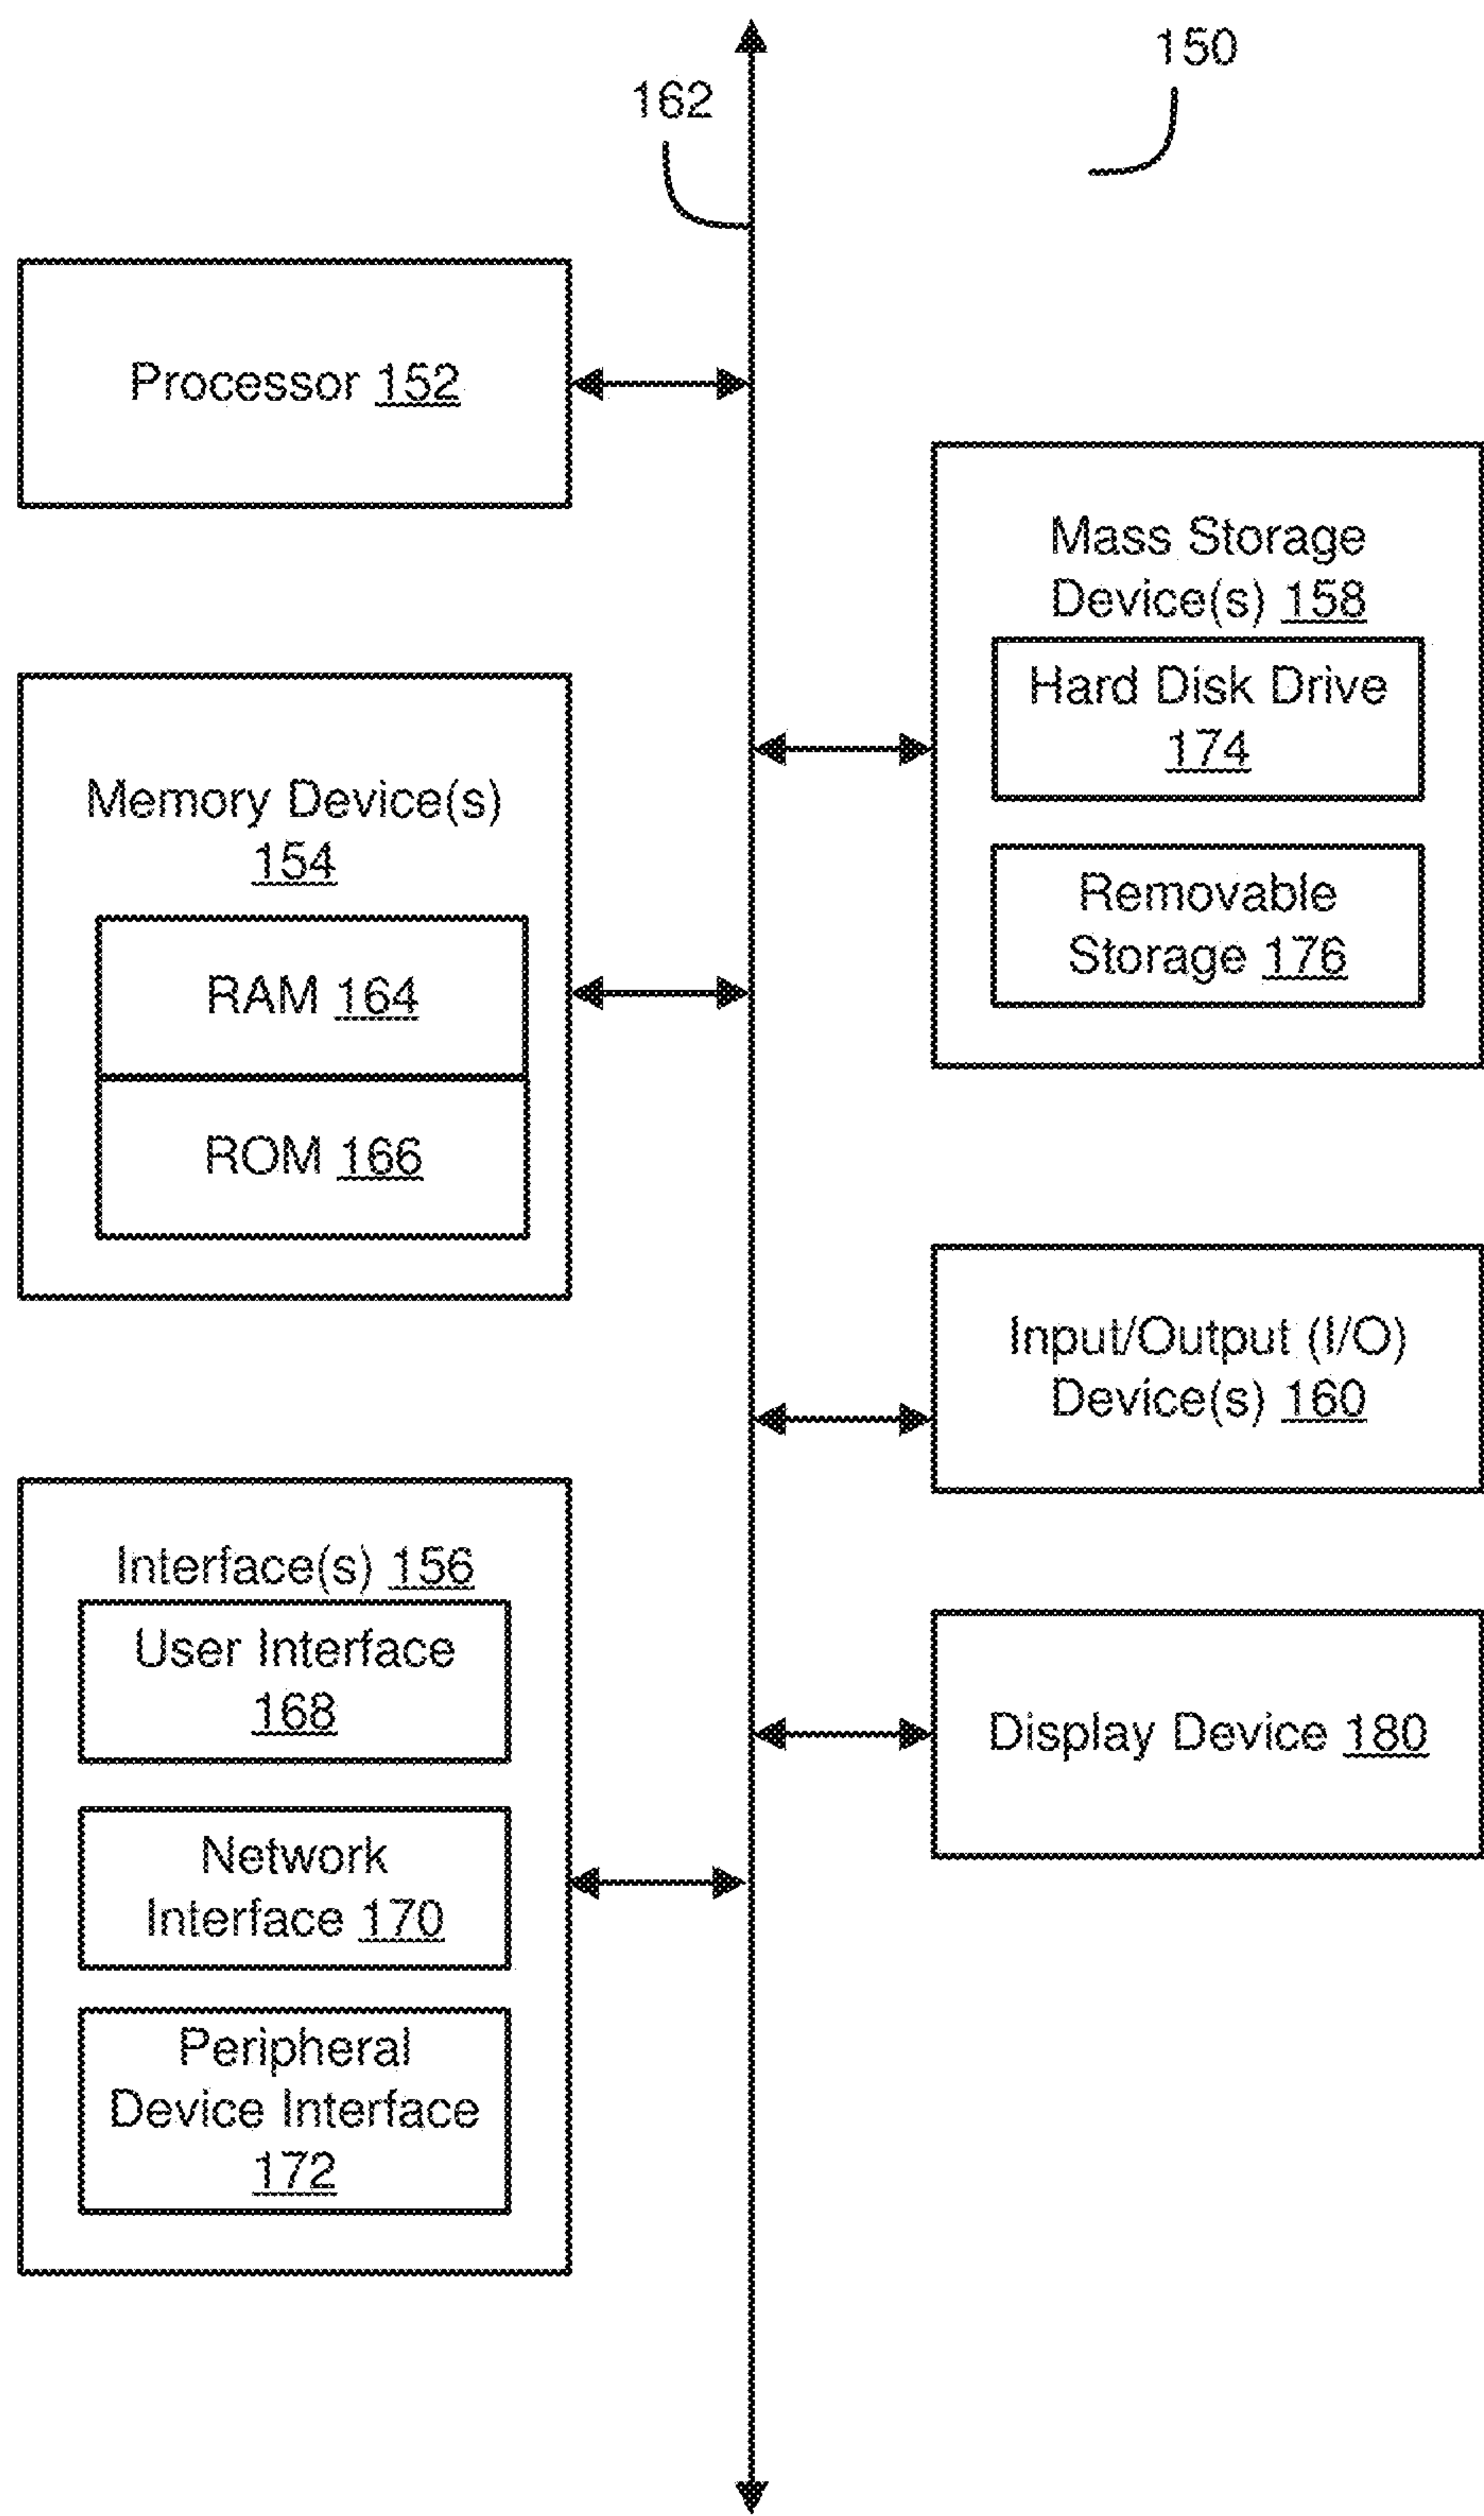 150
162
Processor 152
Mass Storage
Device(s) 158
Hard Disk Drive
174
Removable
Storage 176
Memory Device(s)
154
RAM 164
ROM 166
Input/Output (I/O)
Device(s) 160
Interface(s) 156
User Interface
168
Network
Interface 170
Peripheral
Device Interface
172
Display Device 180